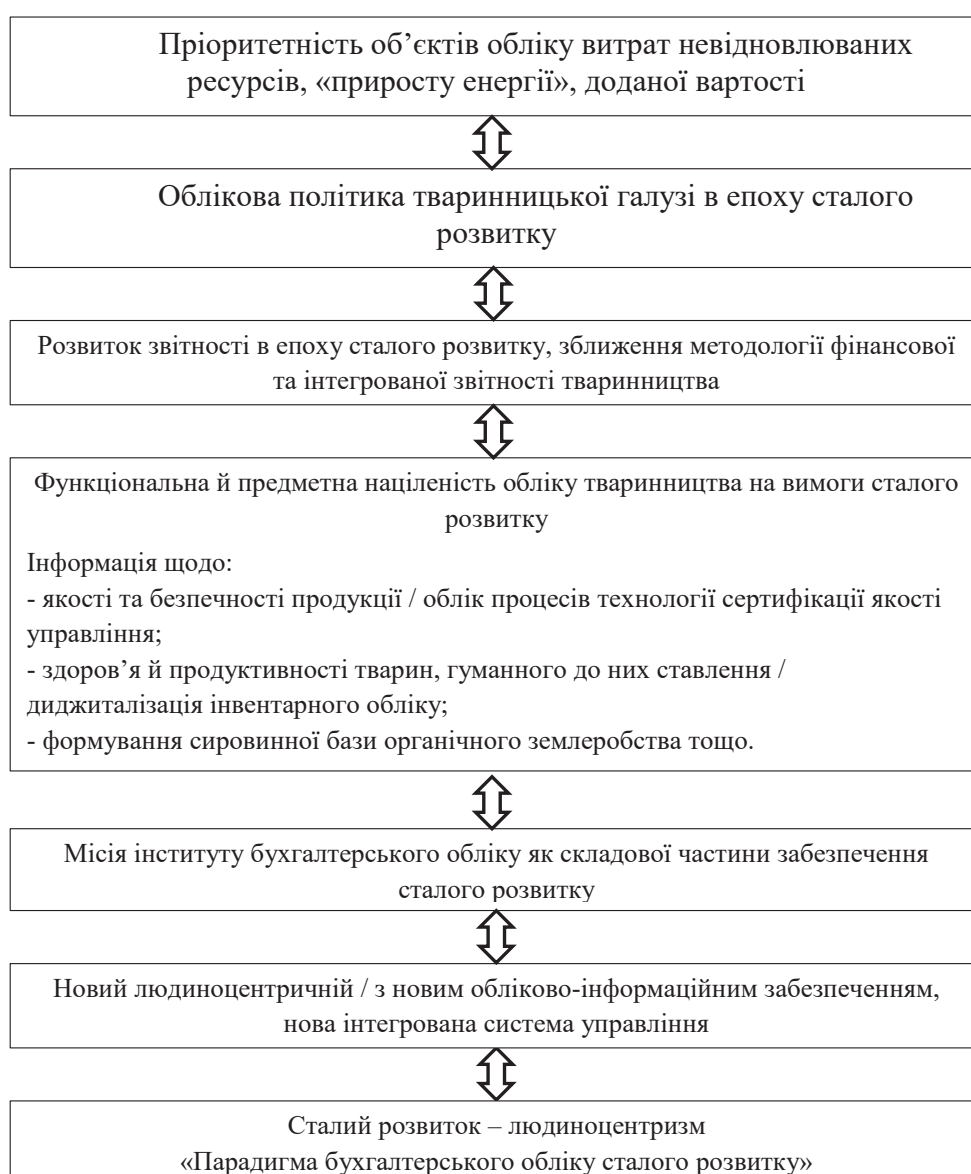 Пріоритетність об’єктів обліку витрат невідновлюваних
ресурсів, «приросту енергії», доданої вартості
Облікова політика тваринницької галузі в епоху сталого
розвитку
Розвиток звітності в епоху сталого розвитку, зближення методології фінансової
та інтегрованої звітності тваринництва
Функціональна й предметна націленість обліку тваринництва на вимоги сталого
розвитку
Інформація щодо:
- якості та безпечності продукції / облік процесів технології сертифікації якості
управління;
- здоров’я й продуктивності тварин, гуманного до них ставлення /
диджиталізація інвентарного обліку;
- формування сировинної бази органічного землеробства тощо.
Місія інституту бухгалтерського обліку як складової частини забезпечення
сталого розвитку
Новий людиноцентричній / з новим обліково-інформаційним забезпеченням,
нова інтегрована система управління
Сталий розвиток – людиноцентризм
«Парадигма бухгалтерського обліку сталого розвитку»